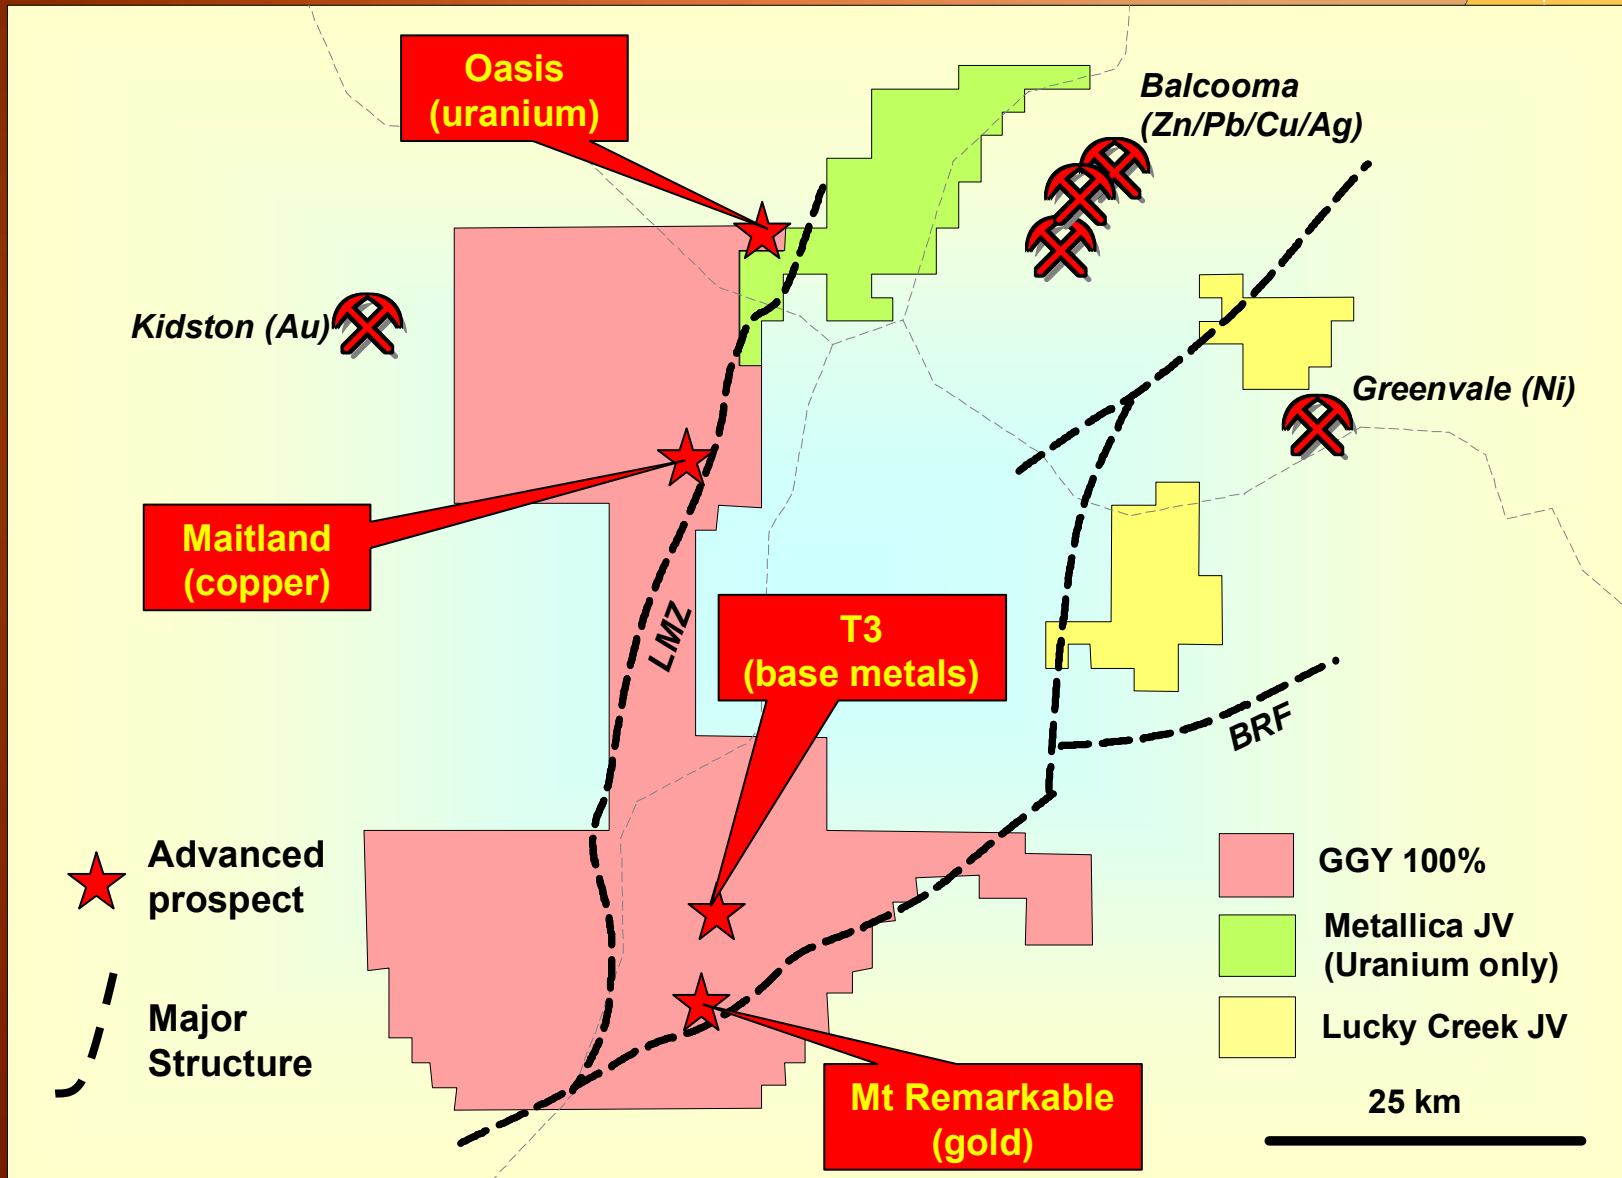 Oasis
(uranium)
Balcooma
(Zn/Pb/Cu/Ag)
Kidston (Au)
Greenvale (Ni)
Maitland
(copper)
LMZ
T3
(base metals)
BRF
Advanced
prospect
Major
Structure
GGY 100%
Metallica JV
(Uranium only)
Lucky Creek JV
25 km
Mt Remarkable
(gold)